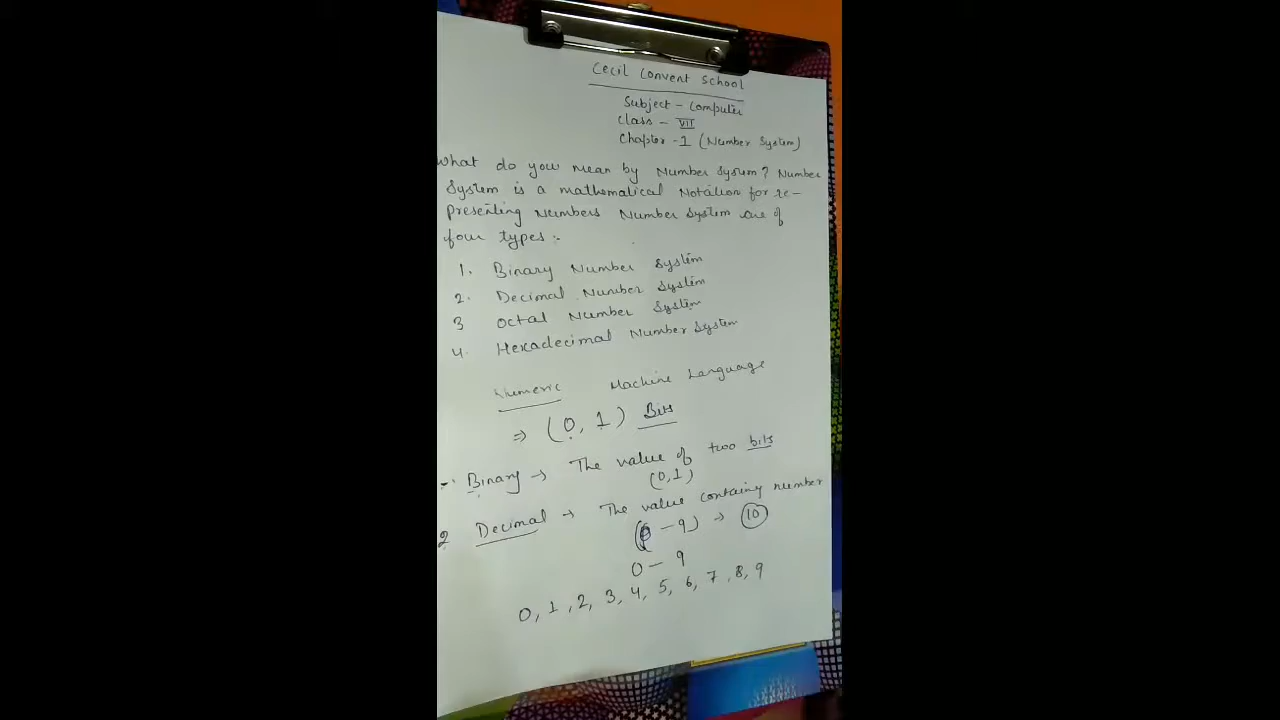 Cecil Convent School
Subject - Computer
Class - VII
Chapter - 1 (Number System)
What do you mean by Number System? Number
System is a mathematical Notation for re-
presenting Numbers Number System are of
four types :-
1. Binary Number System
2. Decimal Number System
3 Octal Number System
4. Hexadecimal Number System
Numeric Machine Language
⇒ (0, 1) Bits
Binary → The value of two bits
(0,1)
2 Decimal → The value containg number
(0 - 9) → 10
0 - 9
0, 1, 2, 3, 4, 5, 6, 7, 8, 9